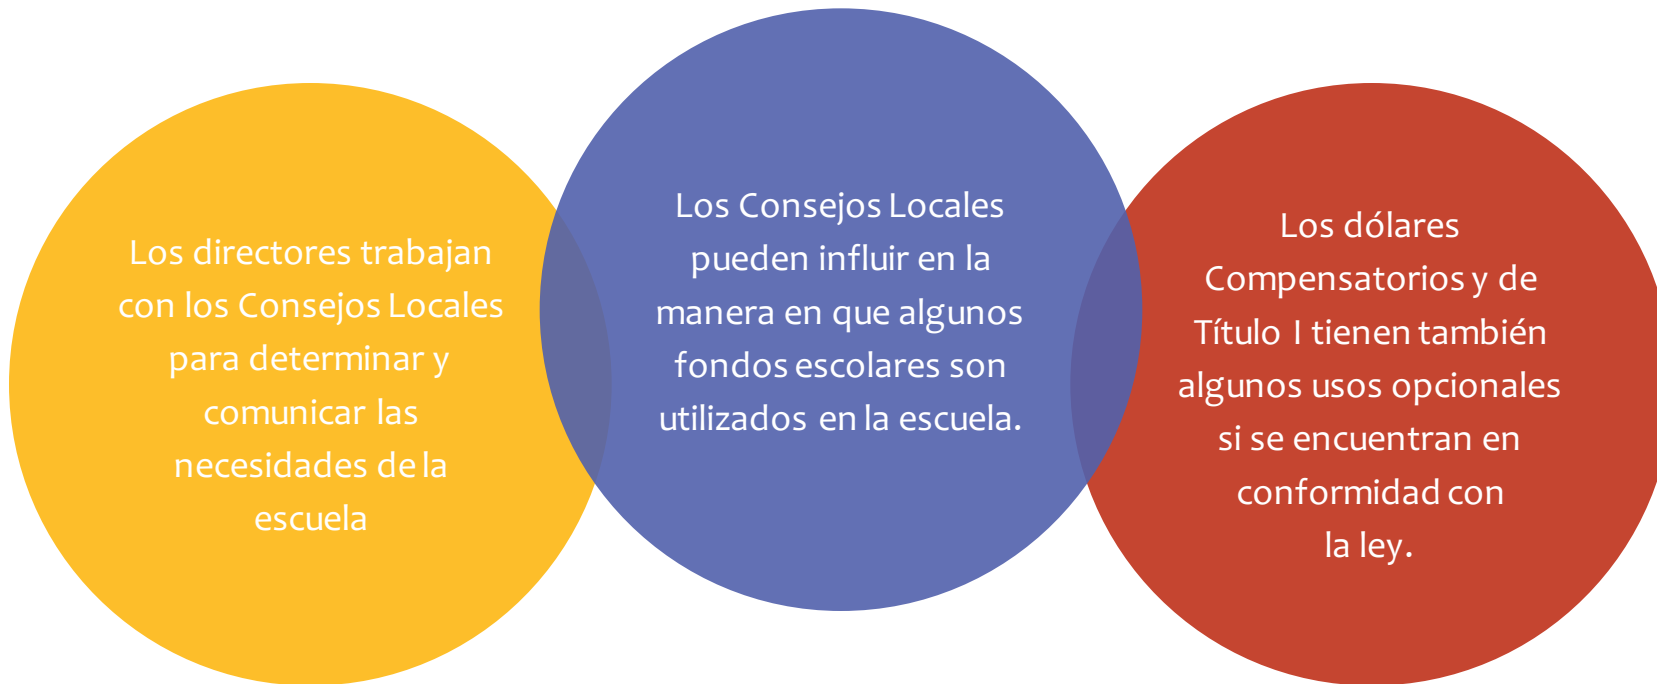 Los directores trabajan
con los Consejos Locales
para determinar y
comunicar las
necesidades de la
escuela
Los Consejos Locales
pueden influir en la
manera en que algunos
fondos escolares son
utilizados en la escuela.
Los dólares
Compensatorios y de
Título I tienen también
algunos usos opcionales
si se encuentran en
conformidad con
la ley.